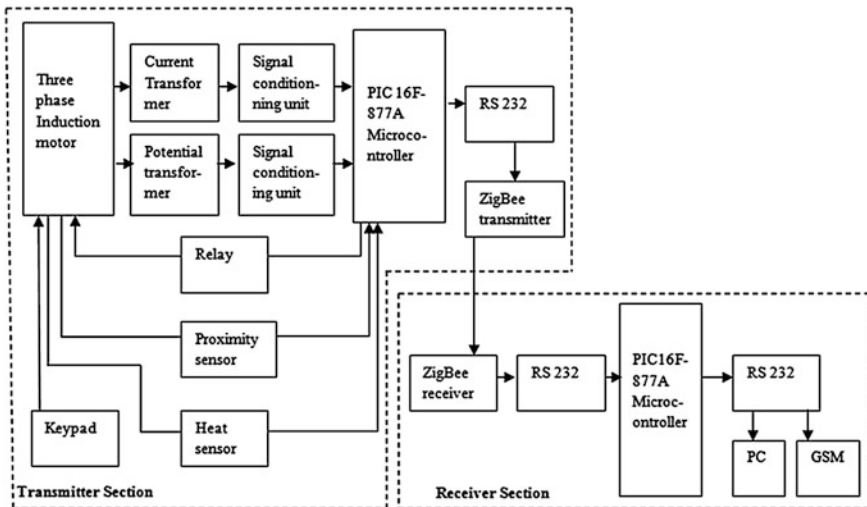 Three
phase
Induction
motor
Current
Transfor
mer
Signal
condition-
ning unit
PIC 16F-
877A
Microco-
ntroller
RS 232
Potential
transfor-
mer
Signal
condition-
ing unit
ZigBee
transmitter
Relay
Proximity
sensor
Keypad
Heat
sensor
Transmitter Section
ZigBee
receiver
RS 232
PIC16F-
877A
Microc-
ontroller
RS 232
PC
GSM
Receiver Section